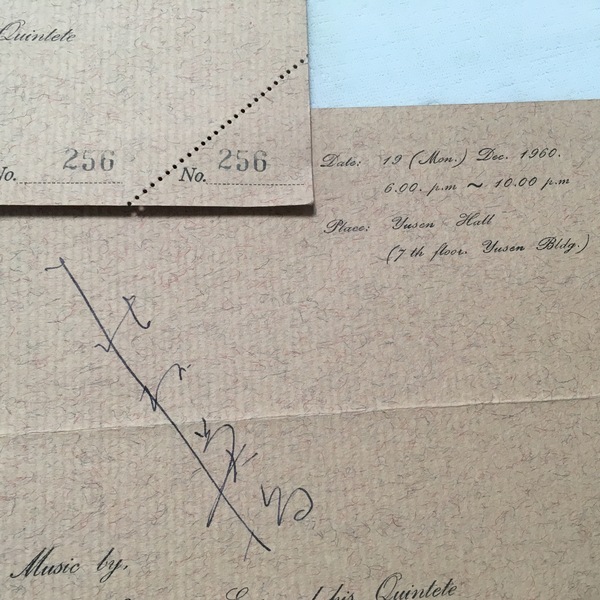 Quintete
No. 256 No. 256
Date: 19 (Mon.) Dec. 1960.
6.00. p.m ~ 10.00 p.m
Place: Yusen Hall
(7 th floor. Yusen Bldg.)
Music by,
and his Quintete